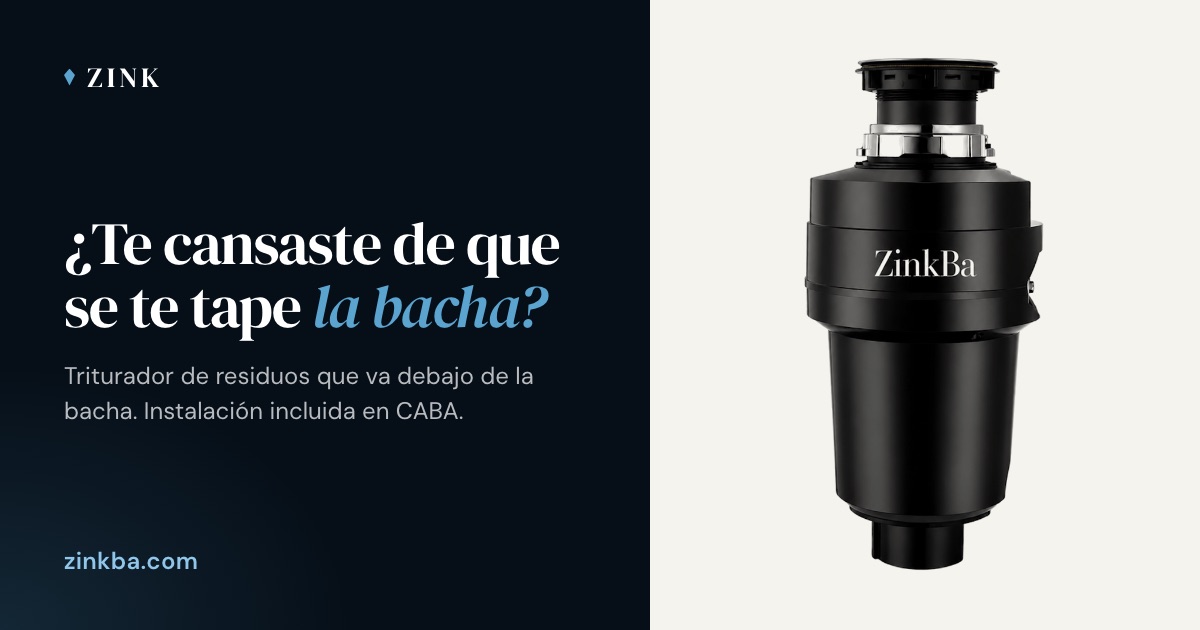 ZINK
¿Te cansaste de que
se te tape la bacha?
Triturador de residuos que va debajo de la
bacha. Instalación incluida en CABA.
zinkba.com
ZinkBa